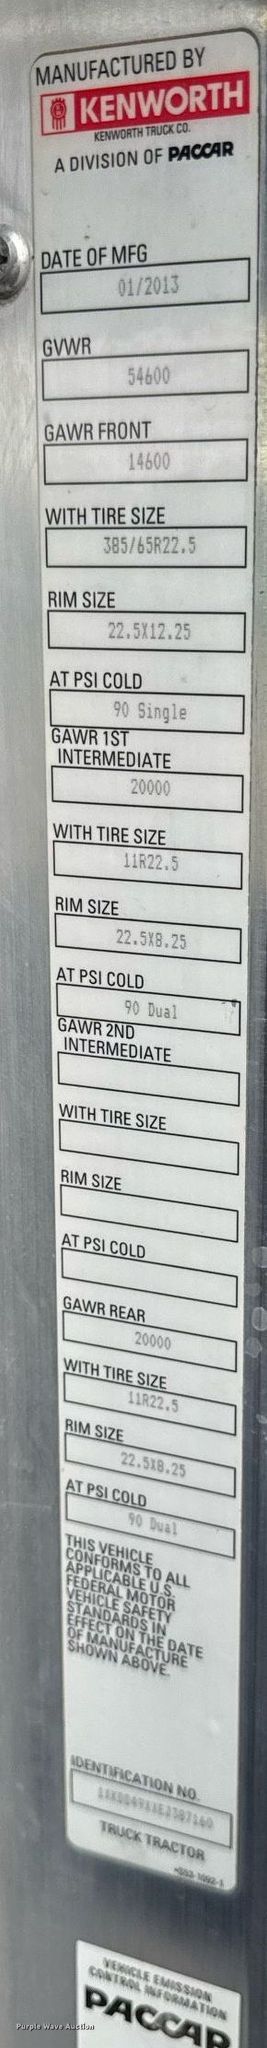 MANUFACTURED BY
KENWORTH
KENWORTH TRUCK CO.
A DIVISION OF PACCAR
DATE OF MFG
01/2013
GVWR
54600
GAWR FRONT
14600
WITH TIRE SIZE
385/65R22.5
RIM SIZE
22.5X12.25
AT PSI COLD
90 Single
GAWR 1ST
INTERMEDIATE
20000
WITH TIRE SIZE
11R22.5
RIM SIZE
22.5X8.25
AT PSI COLD
90 Dual
GAWR 2ND
INTERMEDIATE
WITH TIRE SIZE
RIM SIZE
AT PSI COLD
GAWR REAR
20000
WITH TIRE SIZE
11R22.5
RIM SIZE
22.5X8.25
AT PSI COLD
90 Dual
THIS VEHICLE
CONFORMS TO ALL
APPLICABLE U.S.
FEDERAL MOTOR
VEHICLE SAFETY
STANDARDS IN
EFFECT ON THE DATE
OF MANUFACTURE
SHOWN ABOVE.
IDENTIFICATION NO.
TRUCK TRACTOR
VEHICLE EMISSION
CONTROL INFORMATION
PACCAR
Purple Wave Auction